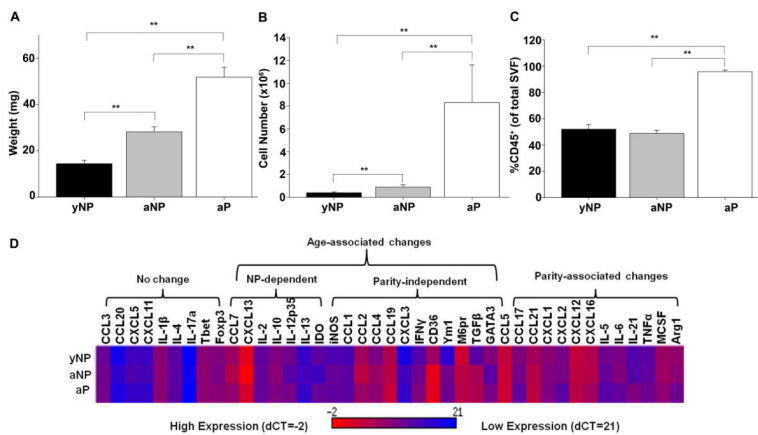 A
B
C
**
**
**
Weight (mg)
60
40
20
0
yNP
aNP
aP
**
**
**
Cell Number (x10⁶)
14
12
10
8
6
4
2
0
yNP
aNP
aP
**
**
%CD45⁺ (of total SVF)
120
100
80
60
40
20
0
yNP
aNP
aP
D
Age-associated changes
No change
NP-dependent
Parity-independent
Parity-associated changes
CCL3
CCL20
CXCL5
CXCL11
IL-1β
IL-4
IL-17a
Tbet
Foxp3
CCL7
CXCL13
IL-2
IL-10
IL-12p35
IL-13
IDO
iNOS
CCL1
CCL2
CCL4
CCL19
CXCL3
IFNγ
CD36
Ym1
M6pr
TGFβ
GATA3
CCL5
CCL17
CCL21
CXCL1
CXCL2
CXCL12
CXCL16
IL-5
IL-6
IL-21
TNFα
MCSF
Arg1
yNP
aNP
aP
-2
21
High Expression (dCT=-2)
Low Expression (dCT=21)